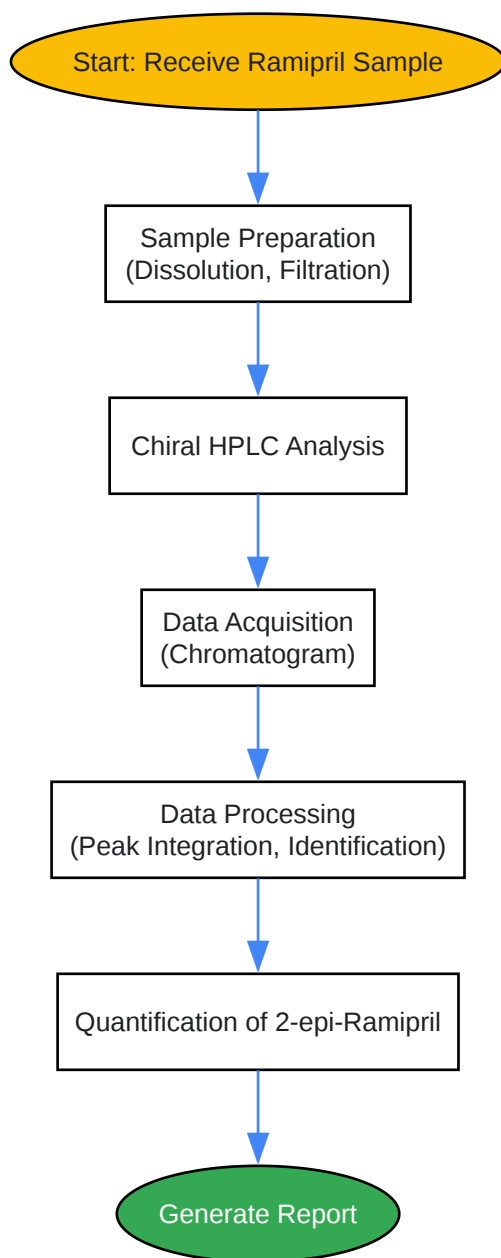 Start: Receive Ramipril Sample
Sample Preparation
(Dissolution, Filtration)
Chiral HPLC Analysis
Data Acquisition
(Chromatogram)
Data Processing
(Peak Integration, Identification)
Quantification of 2-epi-Ramipril
Generate Report